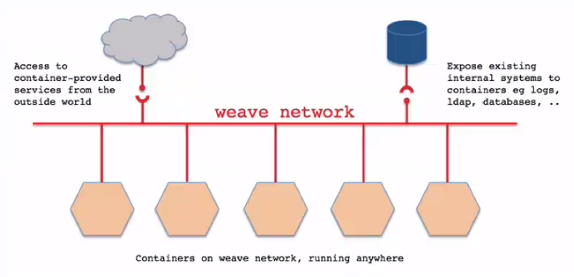 Access to
container-provided
services from the
outside world
Expose existing
internal systems to
containers eg logs,
ldap, databases, ..
weave network
Containers on weave network, running anywhere